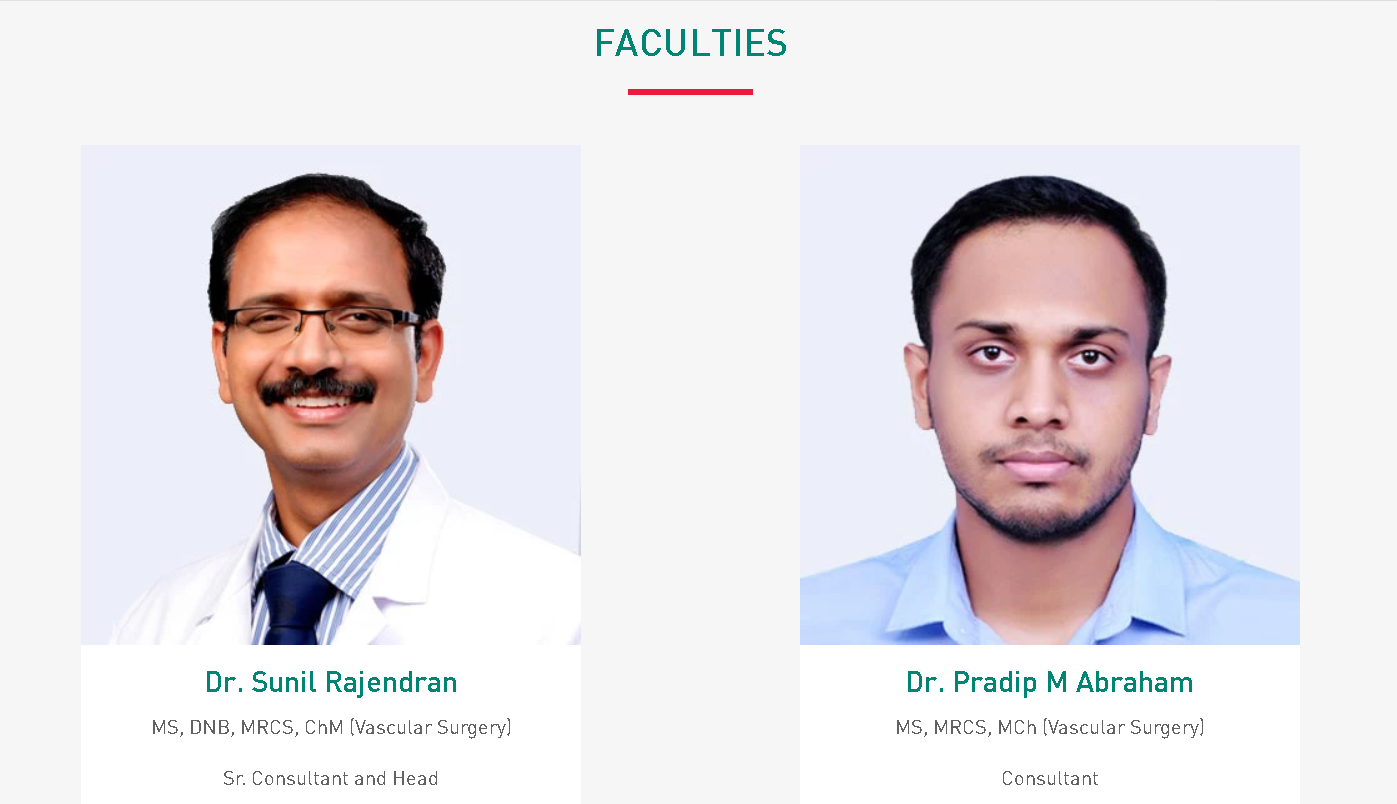 FACULTIES
Dr. Sunil Rajendran
MS, DNB, MRCS, ChM (Vascular Surgery)
Sr. Consultant and Head
Dr. Pradip M Abraham
MS, MRCS, MCh (Vascular Surgery)
Consultant